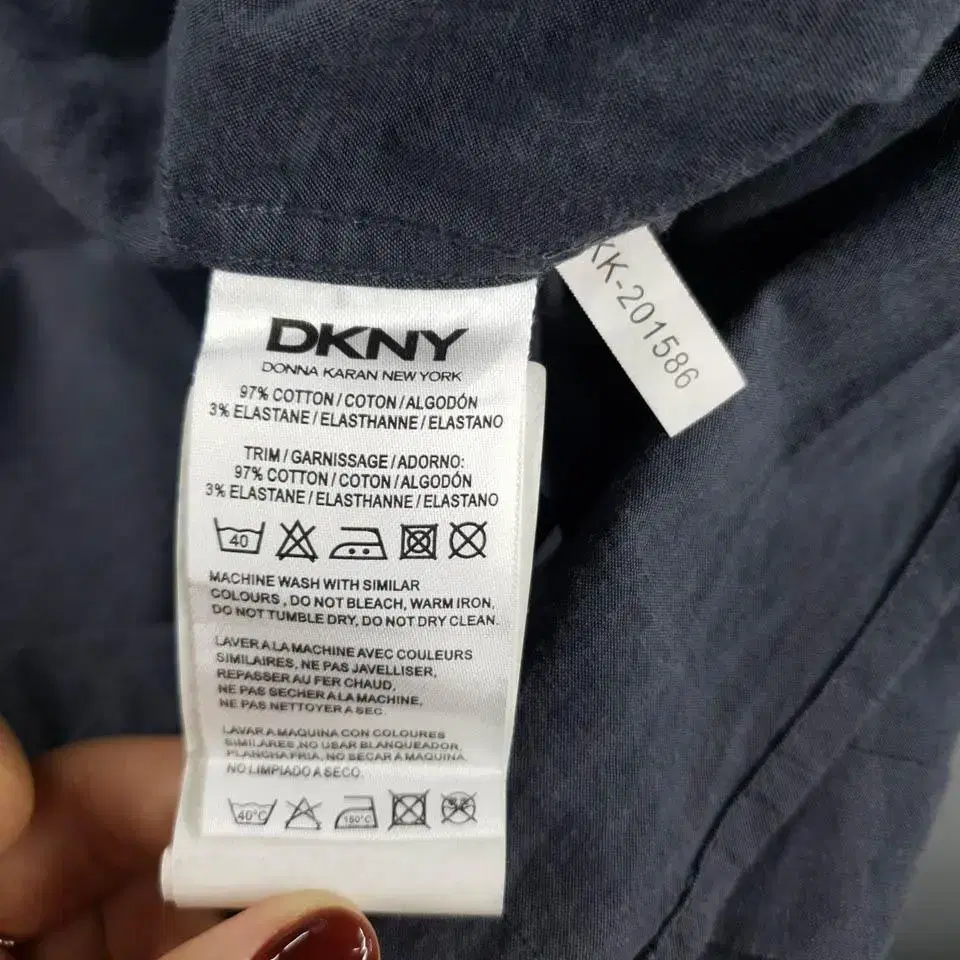 DKNY
DONNA KARAN NEW YORK
97% COTTON / COTON / ALGODÓN
3% ELASTANE / ELASTHANNE / ELASTANO
TRIM / GARNISSAGE / ADORNO:
97% COTTON / COTON / ALGODÓN
3% ELASTANE / ELASTHANNE / ELASTANO
40
MACHINE WASH WITH SIMILAR
COLOURS , DO NOT BLEACH, WARM IRON,
DO NOT TUMBLE DRY, DO NOT DRY CLEAN.
LAVER A LA MACHINE AVEC COULEURS
SIMILAIRES, NE PAS JAVELLISER,
REPASSER AU FER CHAUD,
NE PAS SECHER A LA MACHINE,
NE PAS NETTOYER A SEC.
LAVAR A MAQUINA CON COLOURES
SIMILARES ,NO USAR BLANQUEADOR,
PLANCHA FRIA, NO SECAR A MAQUINA,
NO LIMPIADO A SECO.
40°C 150°C
KK-201586